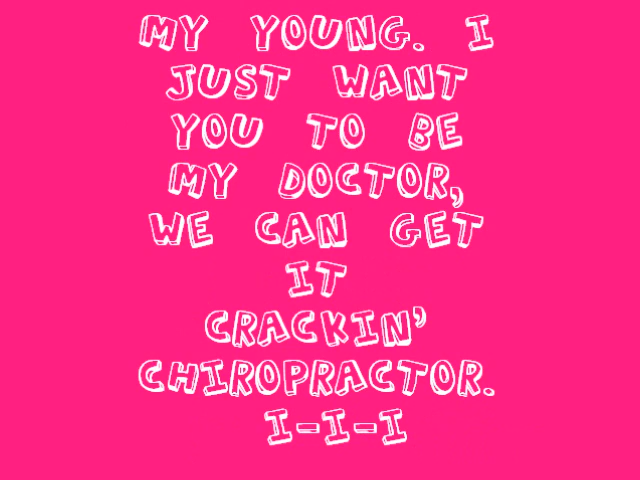 MY YOUNG. I
JUST WANT
YOU TO BE
MY DOCTOR,
WE CAN GET
IT
CRACKIN'
CHIROPRACTOR.
I-I-I